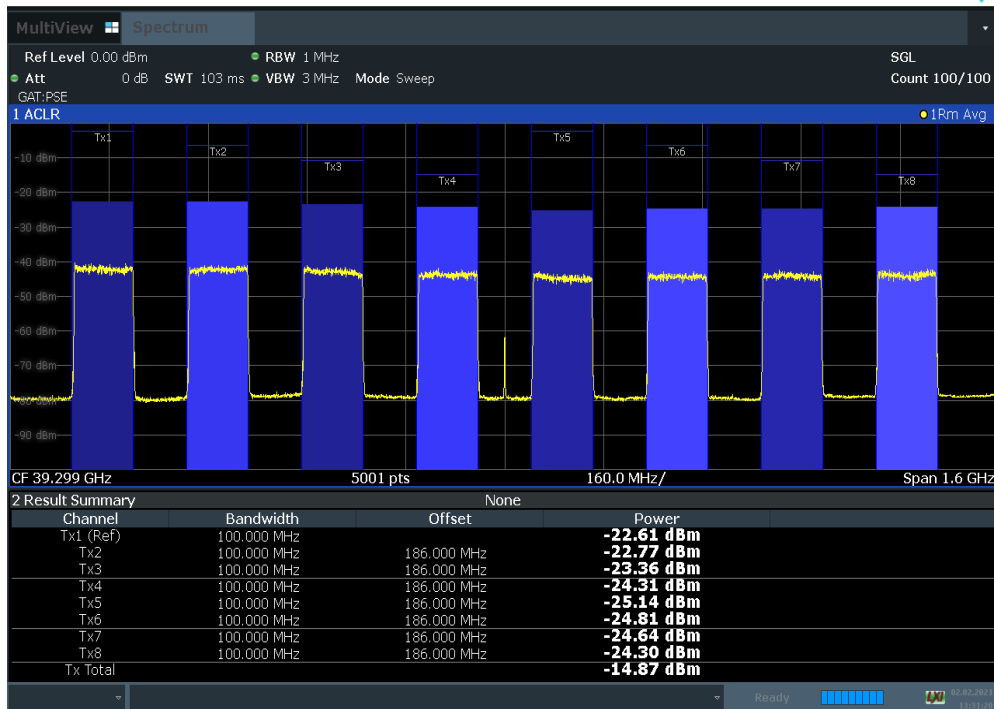 MultiView Spectrum
Ref Level 0.00 dBm RBW 1 MHz SGL
Att 0 dB SWT 103 ms VBW 3 MHz Mode Sweep Count 100/100
GAT:PSE
1 ACLR 1Rm Avg
Tx1 Tx5
Tx2 Tx6
-10 dBm
Tx3 Tx7
Tx4 Tx8
-20 dBm
-30 dBm
-40 dBm
-50 dBm
-60 dBm
-70 dBm
-80 dBm
-90 dBm
CF 39.299 GHz 5001 pts 160.0 MHz/ Span 1.6 GHz
2 Result Summary None
Channel Bandwidth Offset Power
Tx1 (Ref) 100.000 MHz -22.61 dBm
Tx2 100.000 MHz 186.000 MHz -22.77 dBm
Tx3 100.000 MHz 186.000 MHz -23.36 dBm
Tx4 100.000 MHz 186.000 MHz -24.31 dBm
Tx5 100.000 MHz 186.000 MHz -25.14 dBm
Tx6 100.000 MHz 186.000 MHz -24.81 dBm
Tx7 100.000 MHz 186.000 MHz -24.64 dBm
Tx8 100.000 MHz 186.000 MHz -24.30 dBm
Tx Total -14.87 dBm
Ready 02.02.2021
13:31:20